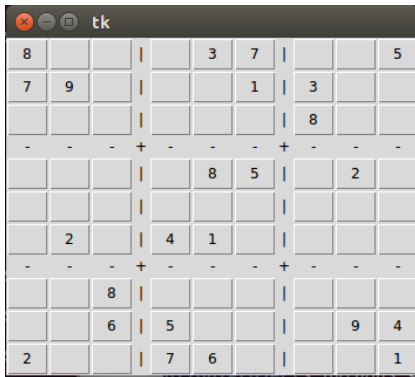 tk
8 | 3 7 | 5
7 9 | 1 | 3
| | 8
- - - + - - - + - - -
| 8 5 | 2
| |
2 | 4 1 |
- - - + - - - + - - -
8 | |
6 | 5 | 9 4
2 | 7 6 | 1